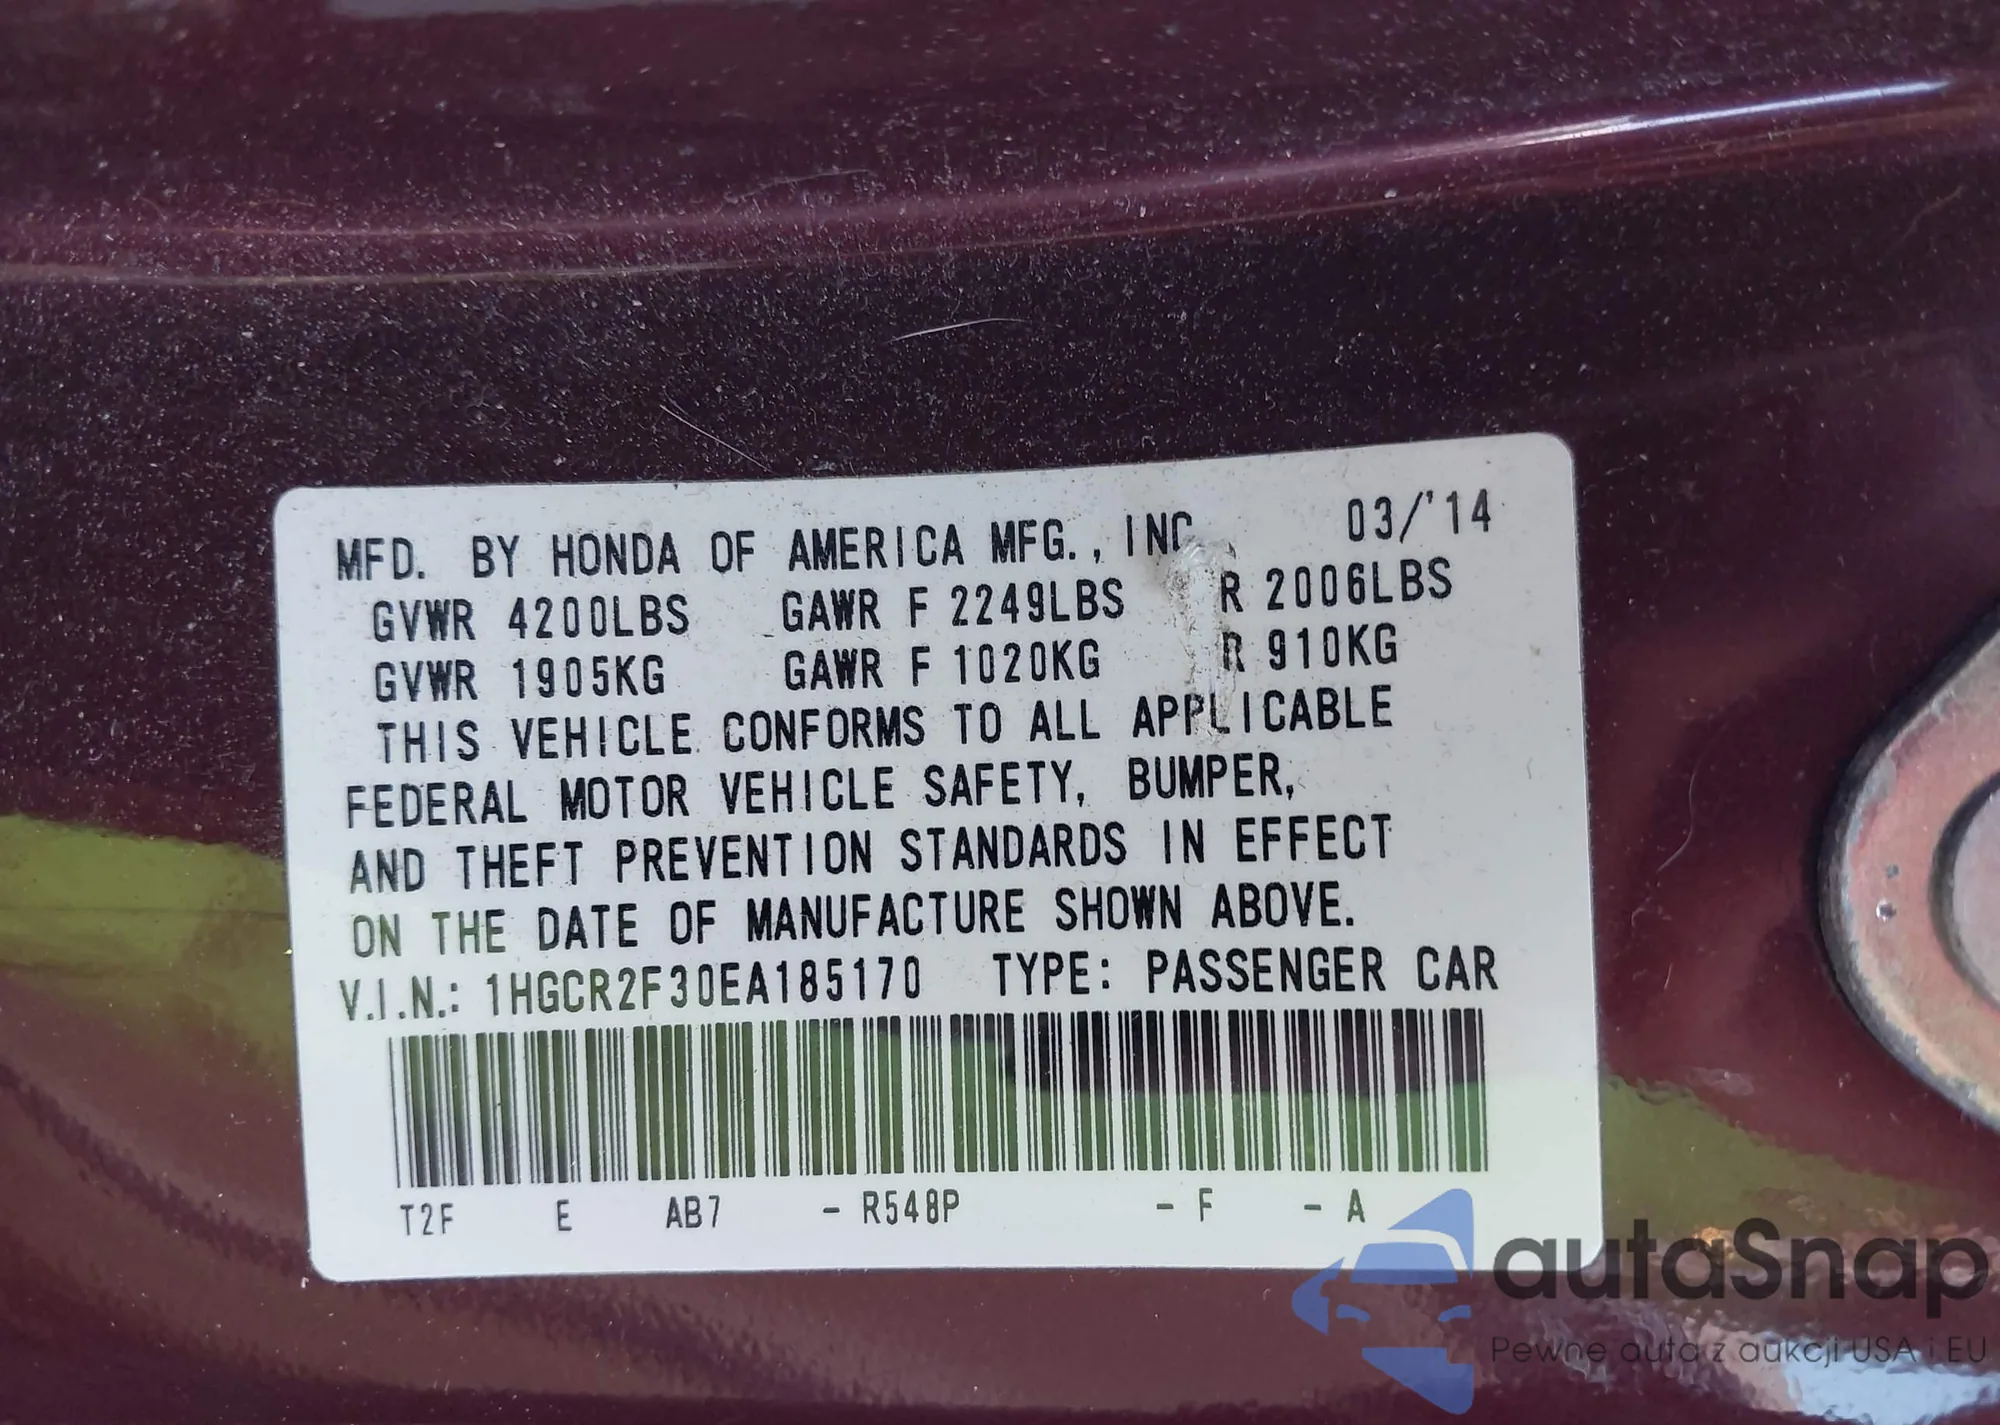 MFD. BY HONDA OF AMERICA MFG., INC. 03/'14
GVWR 4200LBS GAWR F 2249LBS R 2006LBS
GVWR 1905KG GAWR F 1020KG R 910KG
THIS VEHICLE CONFORMS TO ALL APPLICABLE
FEDERAL MOTOR VEHICLE SAFETY, BUMPER,
AND THEFT PREVENTION STANDARDS IN EFFECT
ON THE DATE OF MANUFACTURE SHOWN ABOVE.
V.I.N.: 1HGCR2F30EA185170 TYPE: PASSENGER CAR
T2F E AB7 - R548P - F - A
autaSnap
Pewne auta z aukcji USA i EU